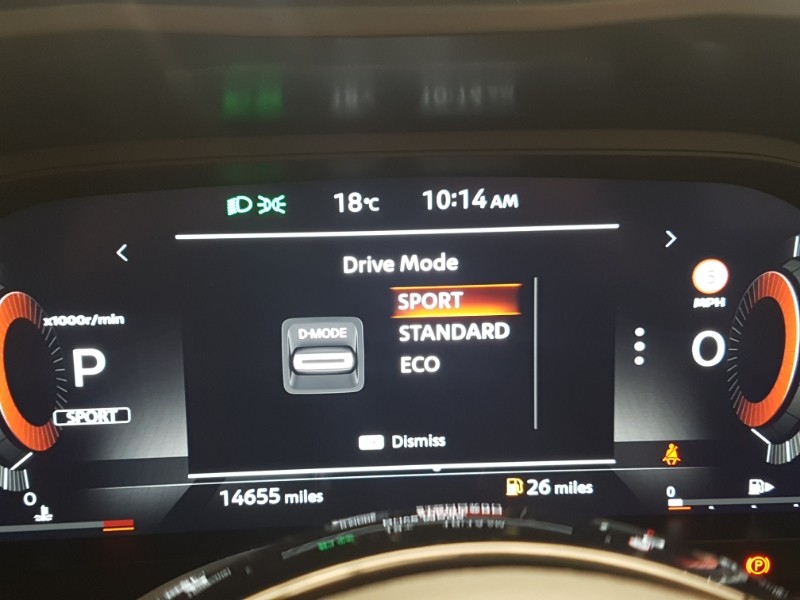 18°C 10:14 AM
Drive Mode
x1000r/min
SPORT
D-MODE
MPH
STANDARD
P
0
ECO
SPORT
Dismiss
0
14655 miles
26 miles
0
P